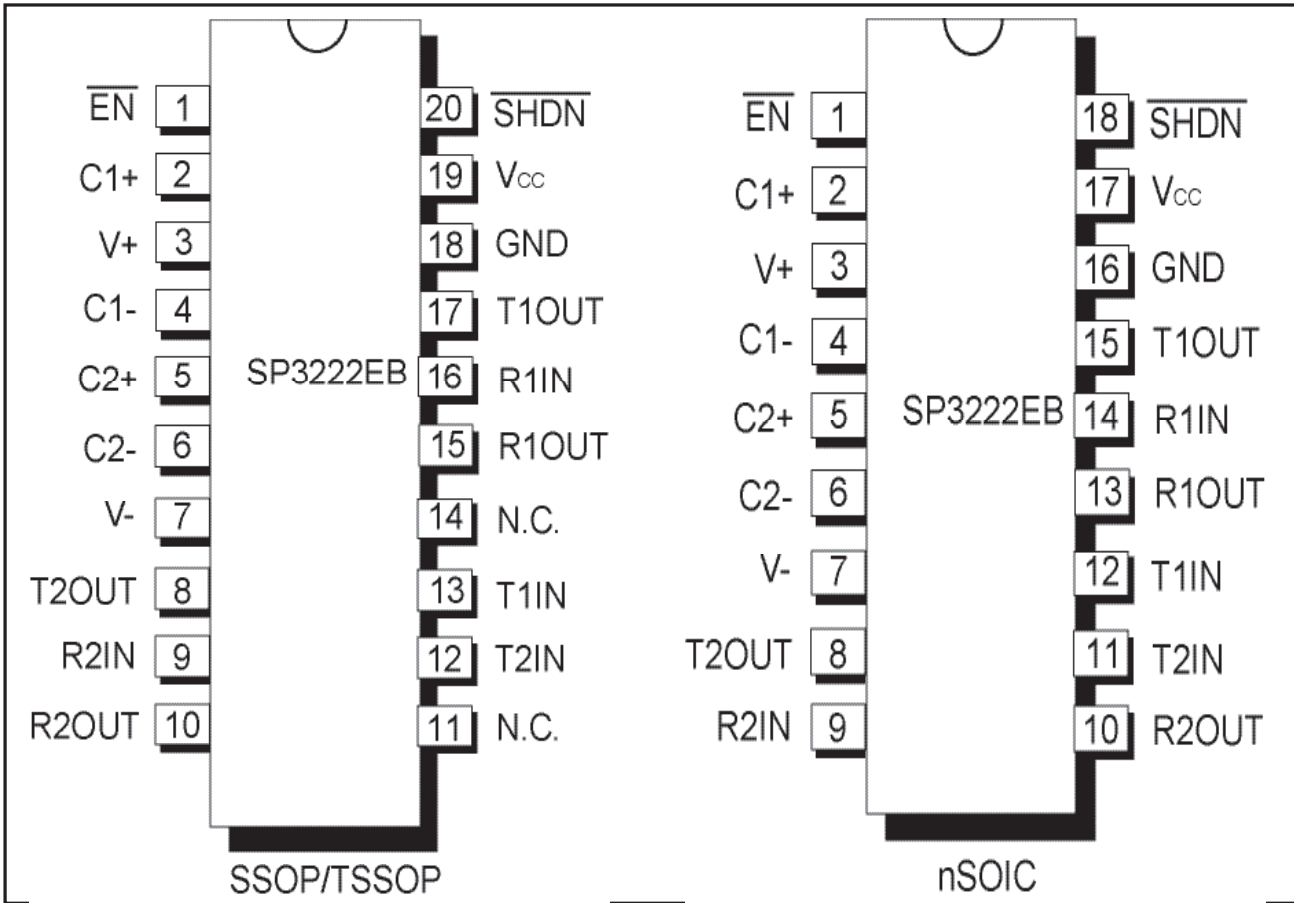 EN 1
C1+ 2
V+ 3
C1- 4
C2+ 5
C2- 6
V- 7
T2OUT 8
R2IN 9
R2OUT 10
SP3222EB
20 SHDN
19 Vcc
18 GND
17 T1OUT
16 R1IN
15 R1OUT
14 N.C.
13 T1IN
12 T2IN
11 N.C.
SSOP/TSSOP
EN 1
C1+ 2
V+ 3
C1- 4
C2+ 5
C2- 6
V- 7
T2OUT 8
R2IN 9
SP3222EB
18 SHDN
17 Vcc
16 GND
15 T1OUT
14 R1IN
13 R1OUT
12 T1IN
11 T2IN
10 R2OUT
nSOIC